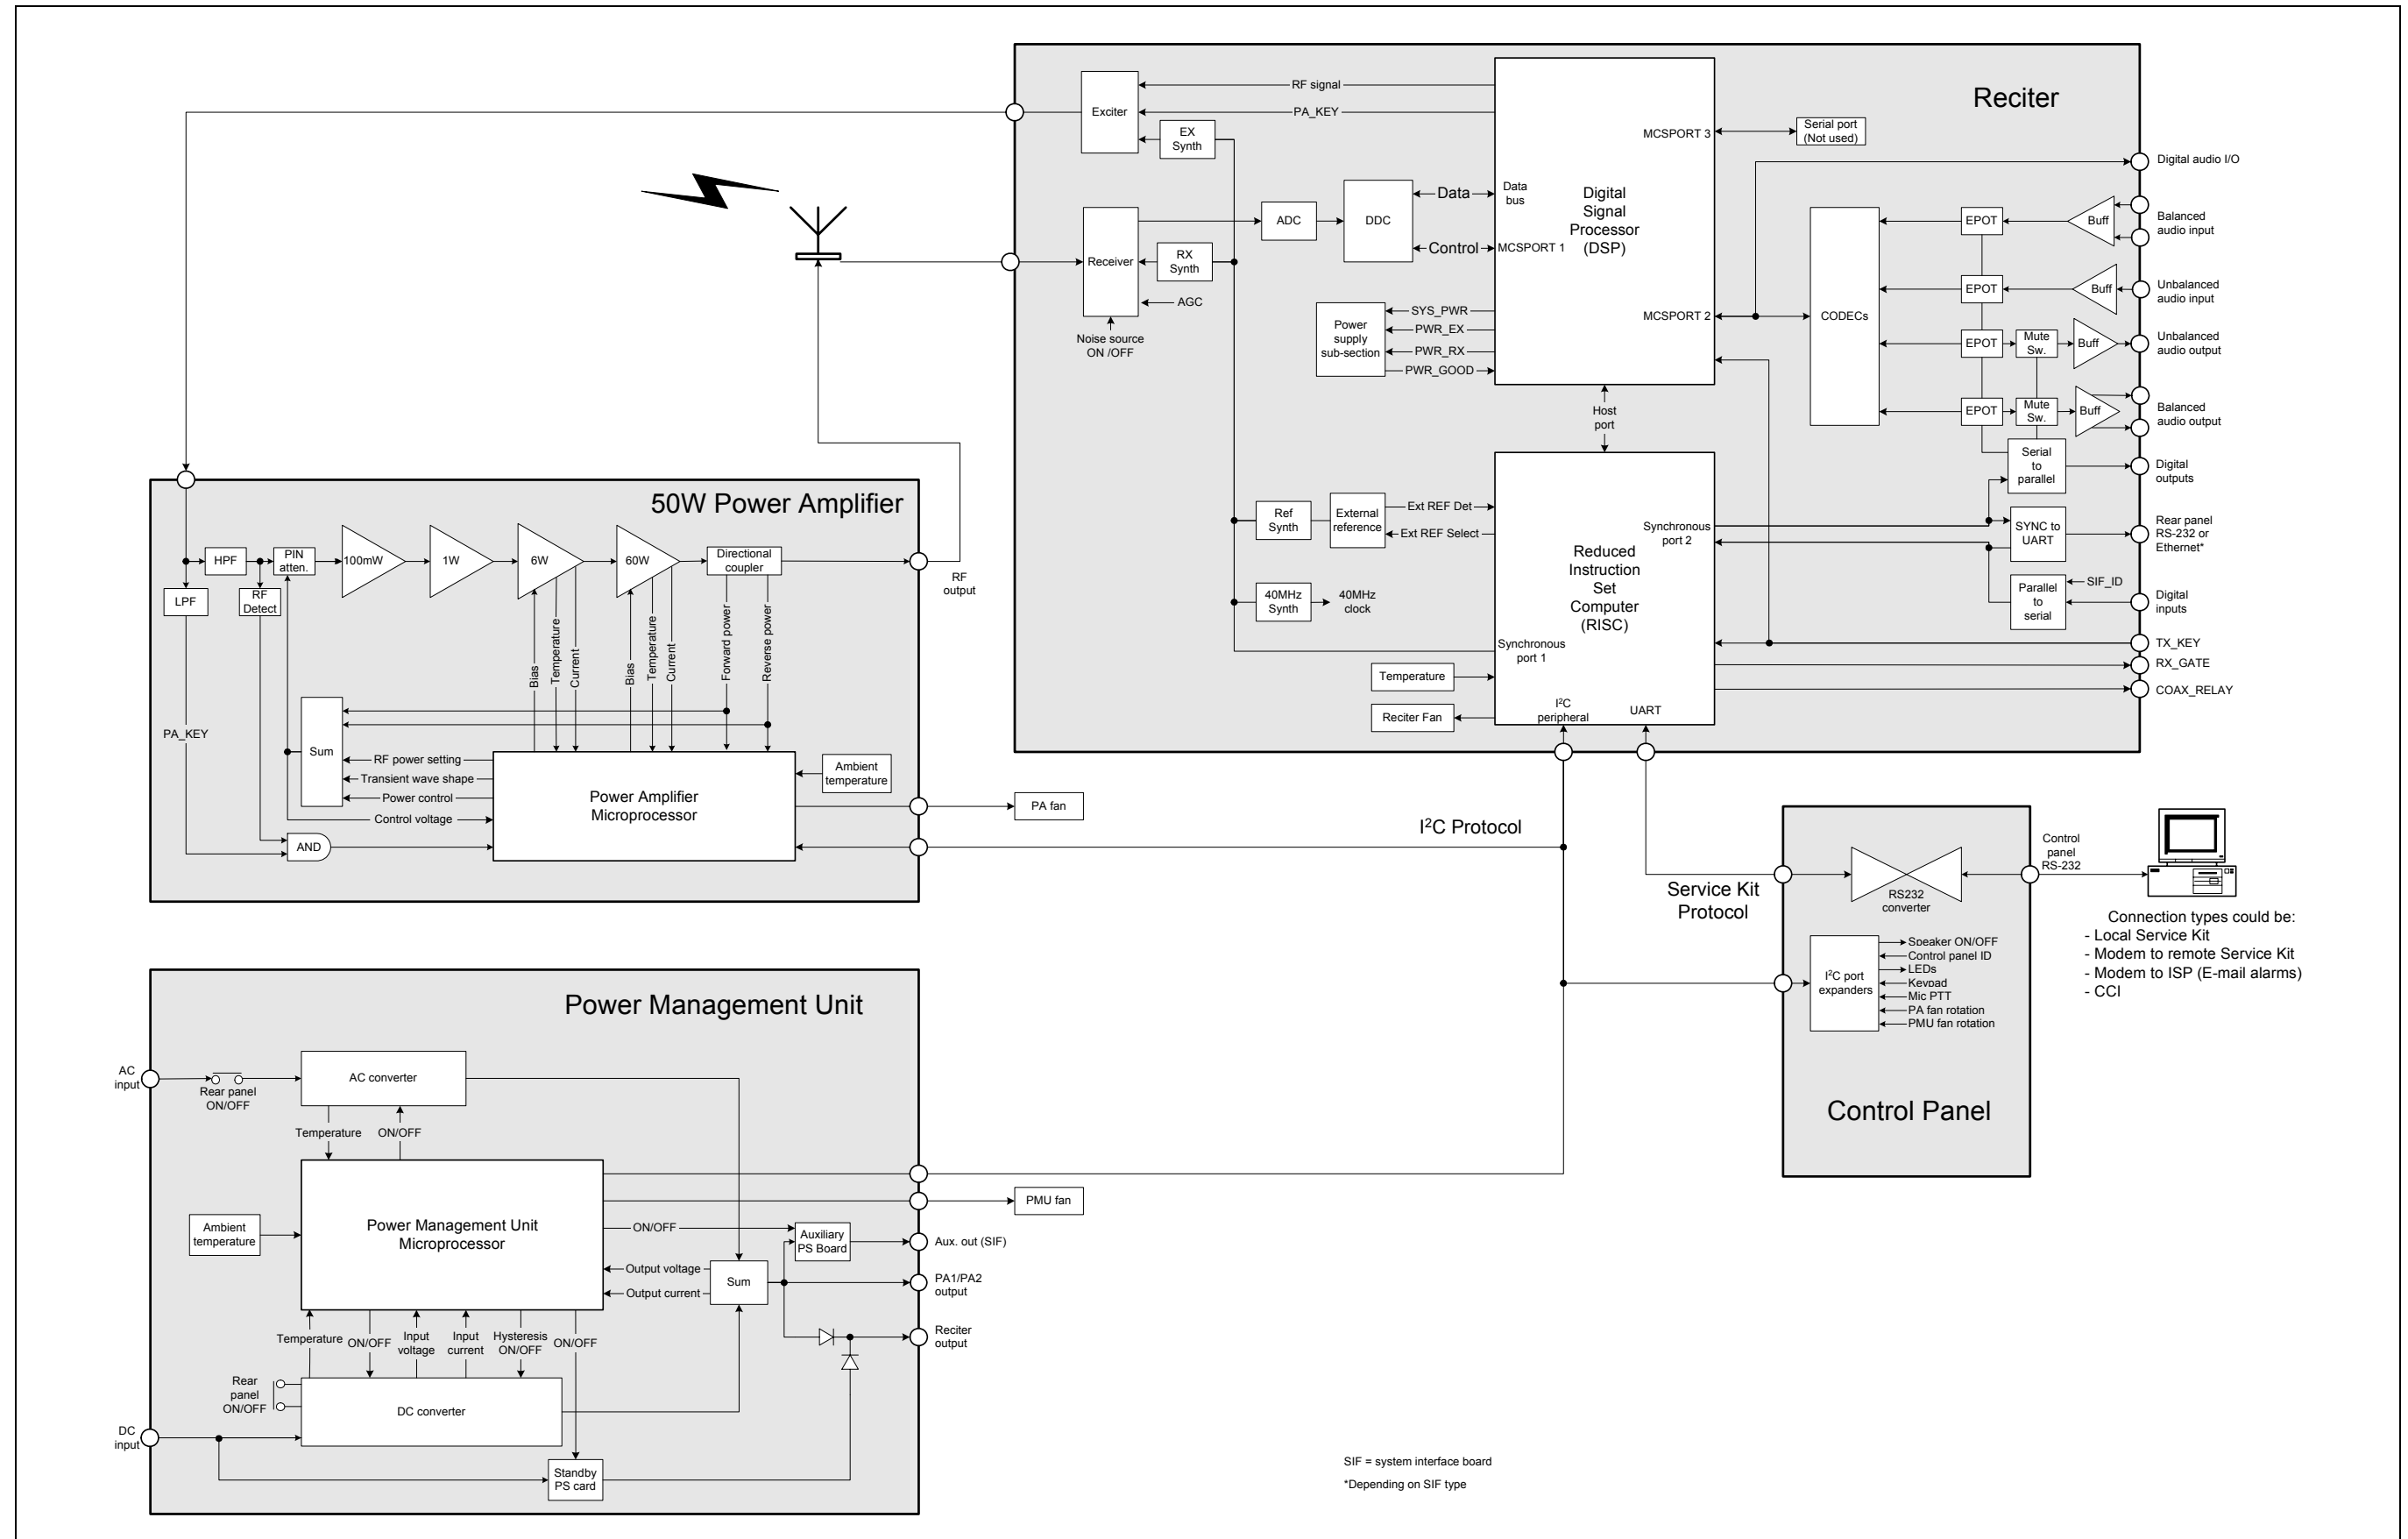 Reciter
RF signal
Exciter
PA_KEY
EX
Synth
MCSPORT 3
Serial port
(Not used)
Digital audio I/O
Data
Data
bus
Digital
Signal
Processor
(DSP)
ADC
DDC
EPOT
Buff
Balanced
audio input
Control
MCSPORT 1
Receiver
RX
Synth
AGC
Noise source
ON /OFF
EPOT
Buff
Unbalanced
audio input
Power
supply
sub-section
SYS_PWR
PWR_EX
PWR_RX
PWR_GOOD
MCSPORT 2
CODECs
EPOT
Mute
Sw.
Buff
Unbalanced
audio output
Host
port
EPOT
Mute
Sw.
Buff
Balanced
audio output
Serial
to
parallel
Digital
outputs
Ref
Synth
External
reference
Ext REF Det
Ext REF Select
Synchronous
port 2
Reduced
Instruction
Set
Computer
(RISC)
SYNC to
UART
Rear panel
RS-232 or
Ethernet*
40MHz
Synth
40MHz
clock
Parallel
to
serial
SIF_ID
Digital
inputs
Synchronous
port 1
TX_KEY
RX_GATE
COAX_RELAY
Temperature
Reciter Fan
I²C
peripheral
UART
50W Power Amplifier
HPF
PIN
atten.
100mW
1W
6W
60W
Directional
coupler
RF
output
LPF
RF
Detect
Bias
Temperature
Current
Bias
Temperature
Current
Forward power
Reverse power
PA_KEY
Sum
RF power setting
Transient wave shape
Power control
Control voltage
AND
Power Amplifier
Microprocessor
Ambient
temperature
PA fan
I²C Protocol
Service Kit
Protocol
RS232
converter
Control
panel
RS-232
Connection types could be:
- Local Service Kit
- Modem to remote Service Kit
- Modem to ISP (E-mail alarms)
- CCI
I²C port
expanders
Speaker ON/OFF
Control panel ID
LEDs
Keypad
Mic PTT
PA fan rotation
PMU fan rotation
Control Panel
Power Management Unit
AC
input
Rear panel
ON/OFF
AC converter
Temperature
ON/OFF
Ambient
temperature
Power Management Unit
Microprocessor
PMU fan
ON/OFF
Auxiliary
PS Board
Aux. out (SIF)
Output voltage
Output current
Sum
PA1/PA2
output
Temperature
ON/OFF
Input
voltage
Input
current
Hysteresis
ON/OFF
ON/OFF
Reciter
output
Rear
panel
ON/OFF
DC converter
DC
input
Standby
PS card
SIF = system interface board
*Depending on SIF type